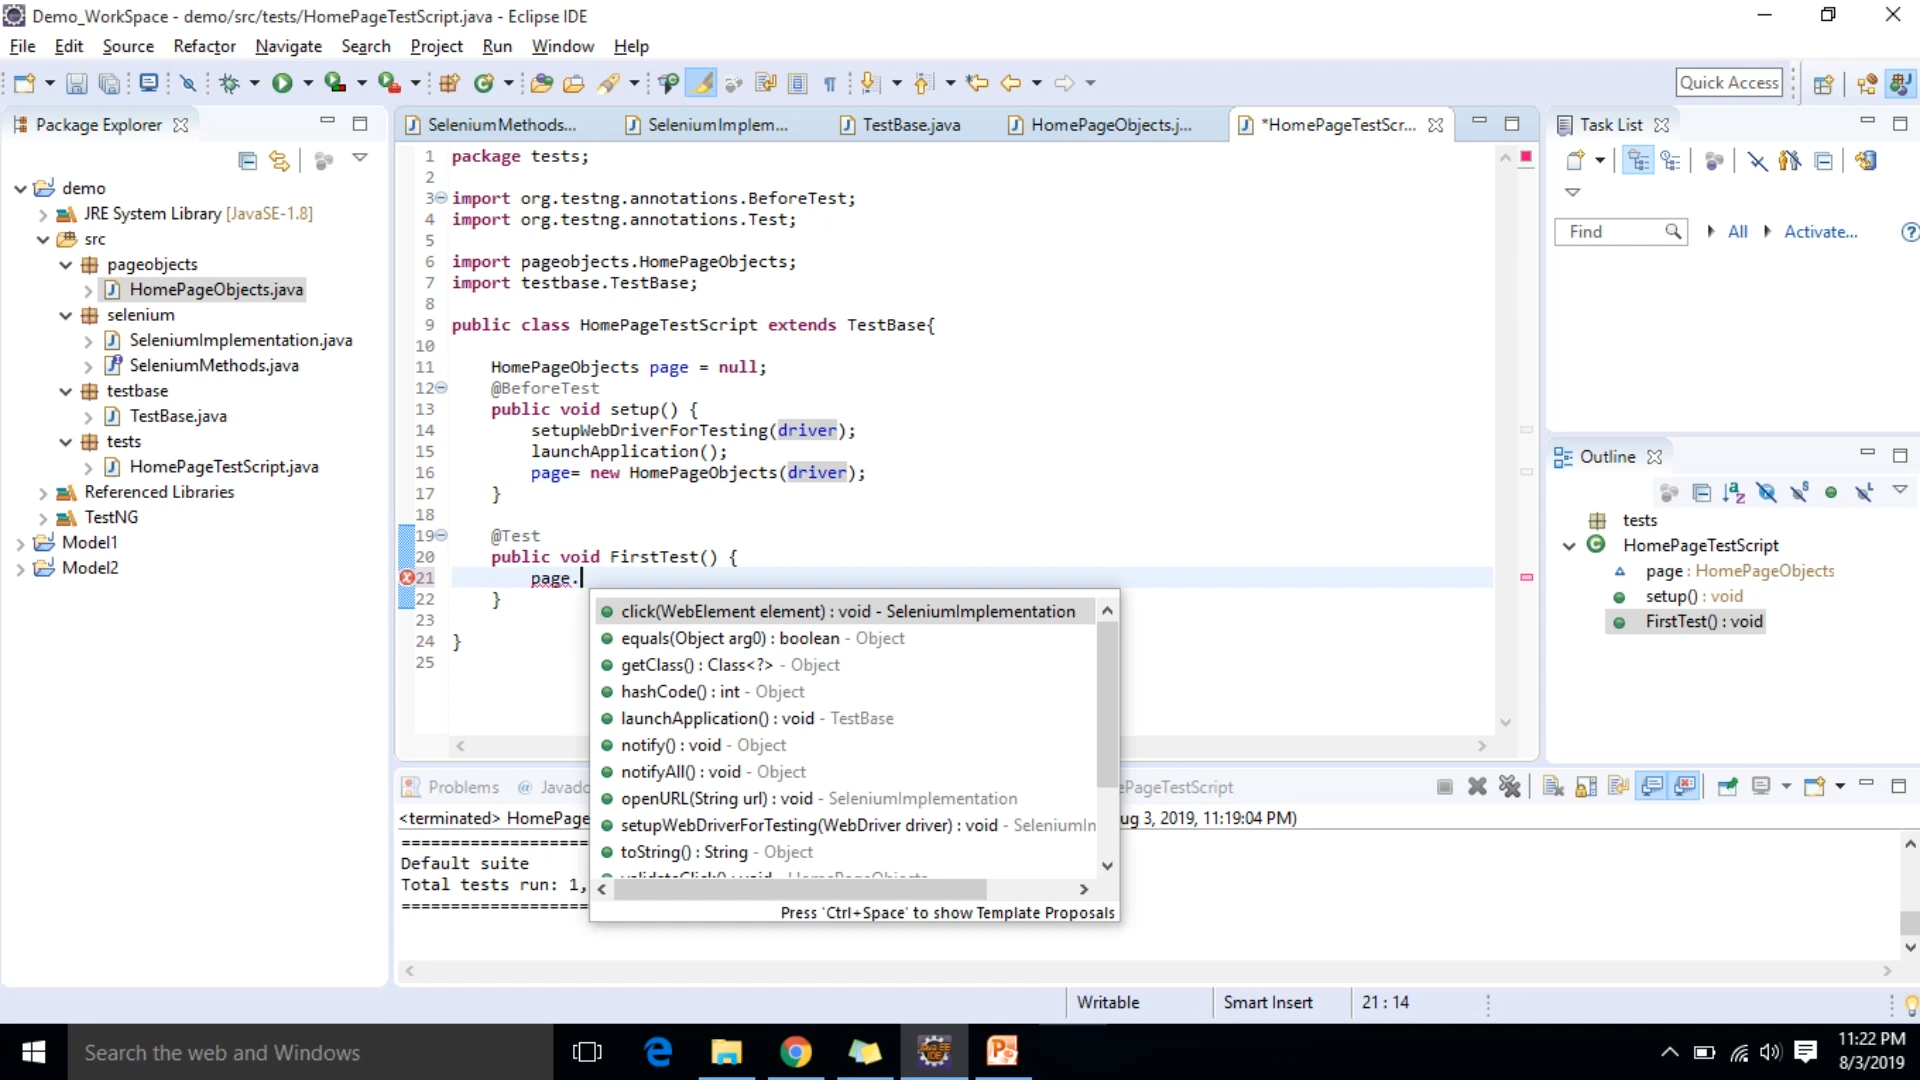 Demo_WorkSpace - demo/src/tests/HomePageTestScript.java - Eclipse IDE
File Edit Source Refactor Navigate Search Project Run Window Help
Quick Access
Package Explorer
demo
JRE System Library [JavaSE-1.8]
src
pageobjects
HomePageObjects.java
selenium
SeleniumImplementation.java
SeleniumMethods.java
testbase
TestBase.java
tests
HomePageTestScript.java
Referenced Libraries
TestNG
Model1
Model2
SeleniumMethods... SeleniumImplem... TestBase.java HomePageObjects.j... *HomePageTestScr...
1 package tests;
2
3 import org.testng.annotations.BeforeTest;
4 import org.testng.annotations.Test;
5
6 import pageobjects.HomePageObjects;
7 import testbase.TestBase;
8
9 public class HomePageTestScript extends TestBase{
10
11 HomePageObjects page = null;
12 @BeforeTest
13 public void setup() {
14 setupWebDriverForTesting(driver);
15 launchApplication();
16 page= new HomePageObjects(driver);
17 }
18
19 @Test
20 public void FirstTest() {
21 page.
22 }
23
24 }
25
click(WebElement element) : void - SeleniumImplementation
equals(Object arg0) : boolean - Object
getClass() : Class<?> - Object
hashCode() : int - Object
launchApplication() : void - TestBase
notify() : void - Object
notifyAll() : void - Object
openURL(String url) : void - SeleniumImplementation
setupWebDriverForTesting(WebDriver driver) : void - SeleniumIn
toString() : String - Object
validateClick() : void - HomePageObjects
Press 'Ctrl+Space' to show Template Proposals
Task List
Find All Activate...
Outline
tests
HomePageTestScript
page : HomePageObjects
setup() : void
FirstTest() : void
Problems @ Javado ePageTestScript
<terminated> HomePage ug 3, 2019, 11:19:04 PM)
Default suite
Total tests run: 1,
Writable Smart Insert 21 : 14
Search the web and Windows
11:22 PM
8/3/2019